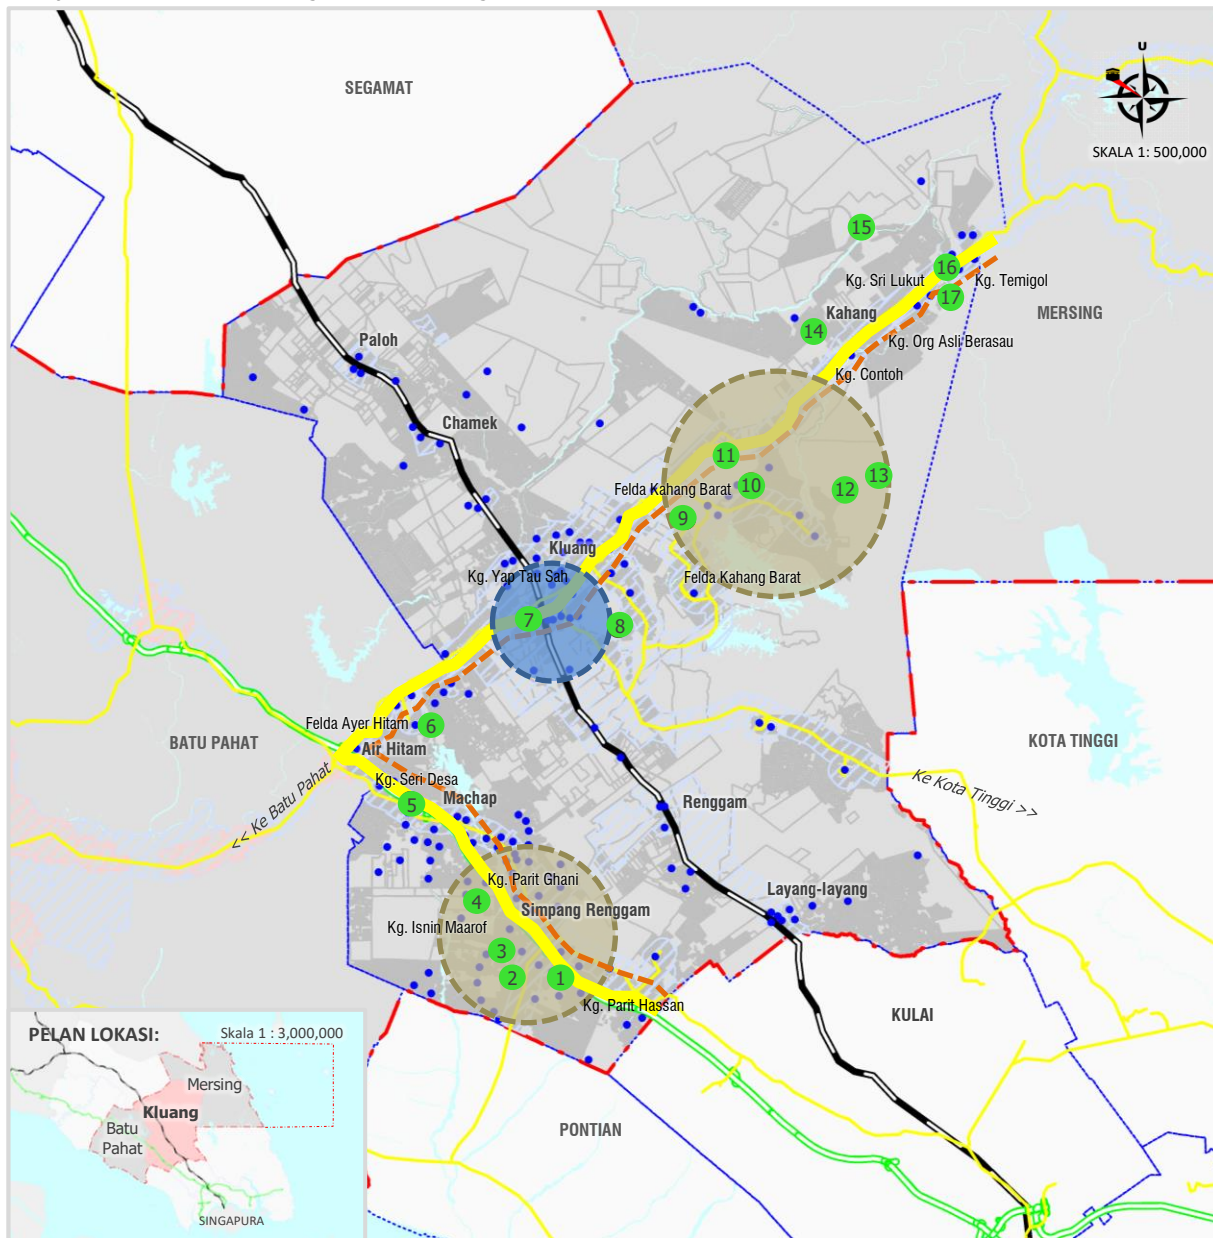 SEGAMAT
U
SKALA 1: 500,000
15
16
Kg. Sri Lukut
Kg. Temigol
17
MERSING
Kahang
14
Paloh
Kg. Org Asli Berasau
Kg. Contoh
Chamek
11
13
10
12
Felda Kahang Barat
9
Kluang
Kg. Yap Tau Sah
Felda Kahang Barat
7
8
Felda Ayer Hitam
6
BATU PAHAT
Air Hitam
KOTA TINGGI
<< Ke Batu Pahat
Kg. Seri Desa
Ke Kota Tinggi >>
5
Machap
Renggam
Kg. Parit Ghani
Layang-layang
4
Simpang Renggam
Kg. Isnin Maarof
3
2
1
Kg. Parit Hassan
KULAI
PONTIAN
PELAN LOKASI:
Skala 1 : 3,000,000
Mersing
Kluang
Batu
Pahat
SINGAPURA